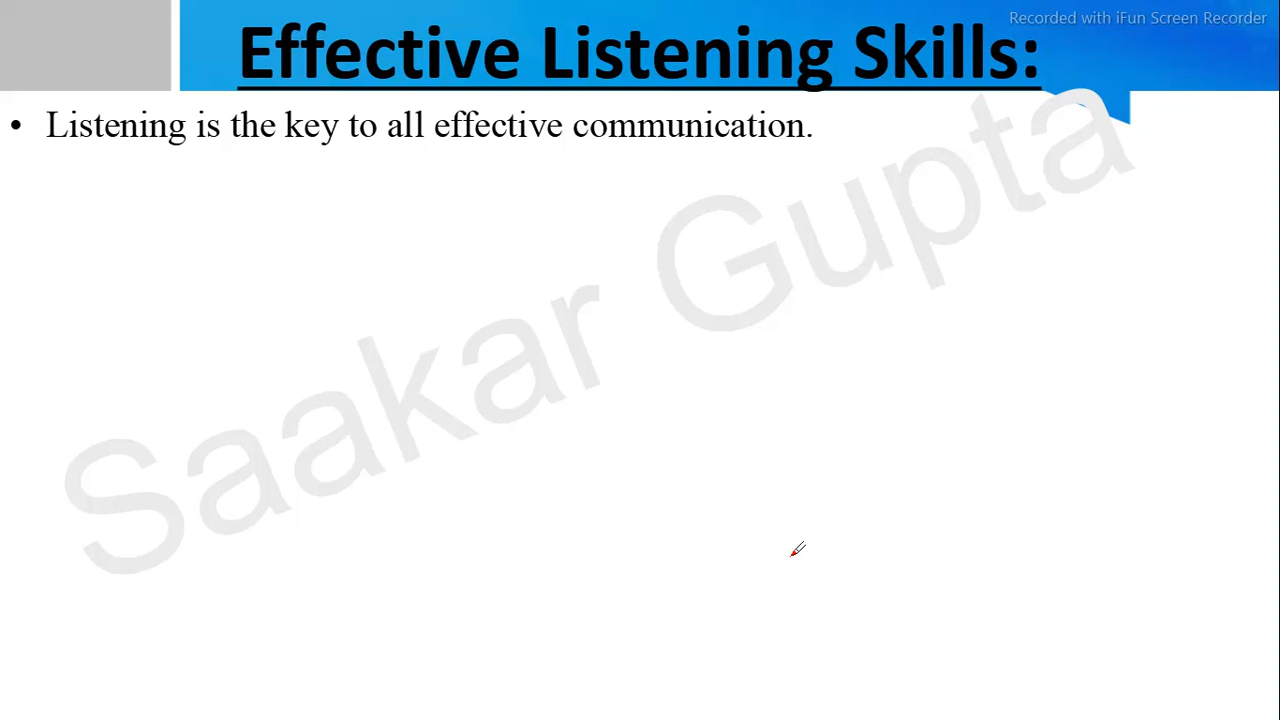 Recorded with iFun Screen Recorder
Effective Listening Skills:
• Listening is the key to all effective communication.
Saakar Gupta